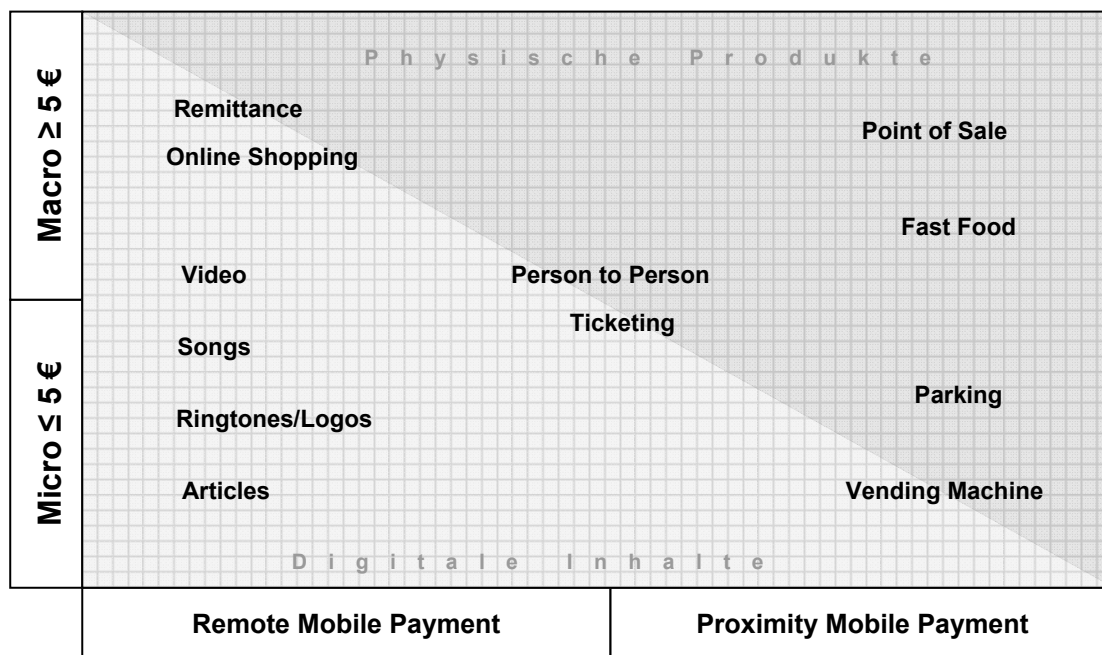 Physische Produkte
Macro ≥ 5 €
Remittance
Point of Sale
Online Shopping
Fast Food
Video
Person to Person
Ticketing
Micro ≤ 5 €
Songs
Parking
Ringtones/Logos
Articles
Vending Machine
Digitale Inhalte
Remote Mobile Payment
Proximity Mobile Payment